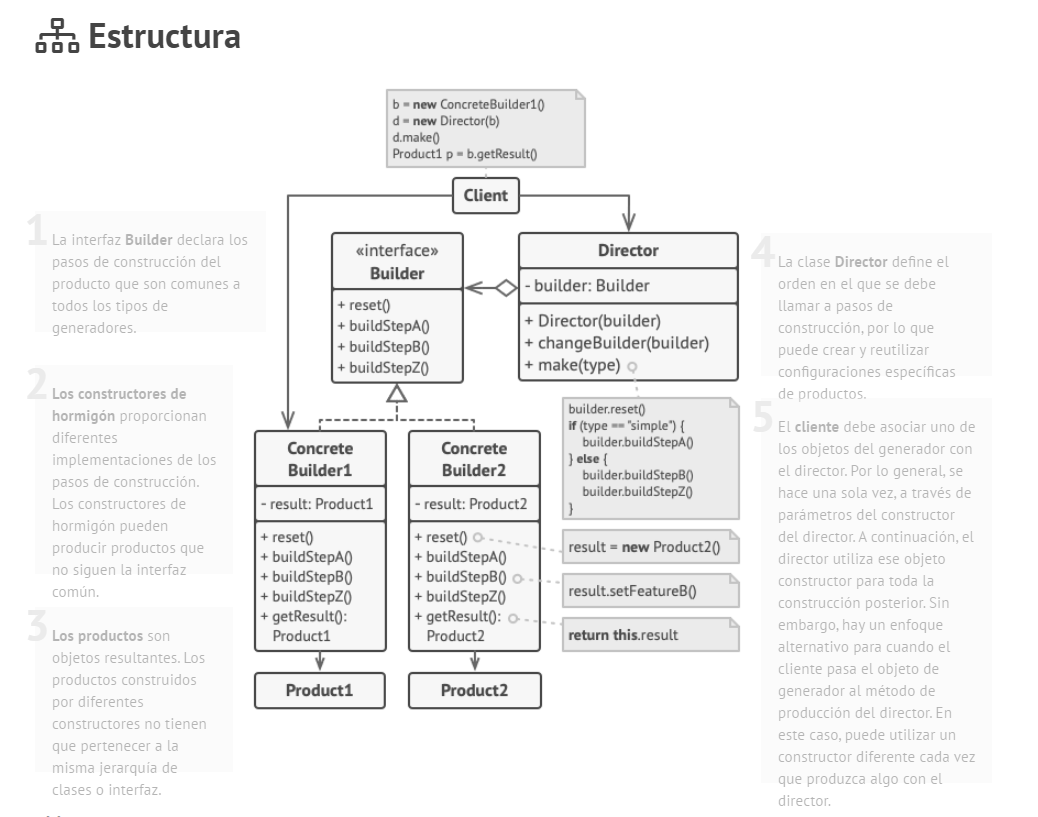 Estructura
b = new ConcreteBuilder1()
d = new Director(b)
d.make()
Product1 p = b.getResult()
Client
1
La interfaz Builder declara los
pasos de construcción del
producto que son comunes a
todos los tipos de
generadores.
2
Los constructores de
hormigón proporcionan
diferentes
implementaciones de los
pasos de construcción.
Los constructores de
hormigón pueden
producir productos que
no siguen la interfaz
común.
3
Los productos son
objetos resultantes. Los
productos construidos
por diferentes
constructores no tienen
que pertenecer a la
misma jerarquía de
clases o interfaz.
«interface»
Builder
+ reset()
+ buildStepA()
+ buildStepB()
+ buildStepZ()
Director
- builder: Builder
+ Director(builder)
+ changeBuilder(builder)
+ make(type)
builder.reset()
if (type == "simple") {
builder.buildStepA()
} else {
builder.buildStepB()
builder.buildStepZ()
}
Concrete
Builder1
- result: Product1
+ reset()
+ buildStepA()
+ buildStepB()
+ buildStepZ()
+ getResult():
Product1
Product1
Concrete
Builder2
- result: Product2
+ reset()
+ buildStepA()
+ buildStepB()
+ buildStepZ()
+ getResult():
Product2
Product2
result = new Product2()
result.setFeatureB()
return this.result
4
La clase Director define el
orden en el que se debe
llamar a pasos de
construcción, por lo que
puede crear y reutilizar
configuraciones específicas
de productos.
5
El cliente debe asociar uno de
los objetos del generador con
el director. Por lo general, se
hace una sola vez, a través de
parámetros del constructor
del director. A continuación, el
director utiliza ese objeto
constructor para toda la
construcción posterior. Sin
embargo, hay un enfoque
alternativo para cuando el
cliente pasa el objeto de
generador al método de
producción del director. En
este caso, puede utilizar un
constructor diferente cada vez
que produzca algo con el
director.